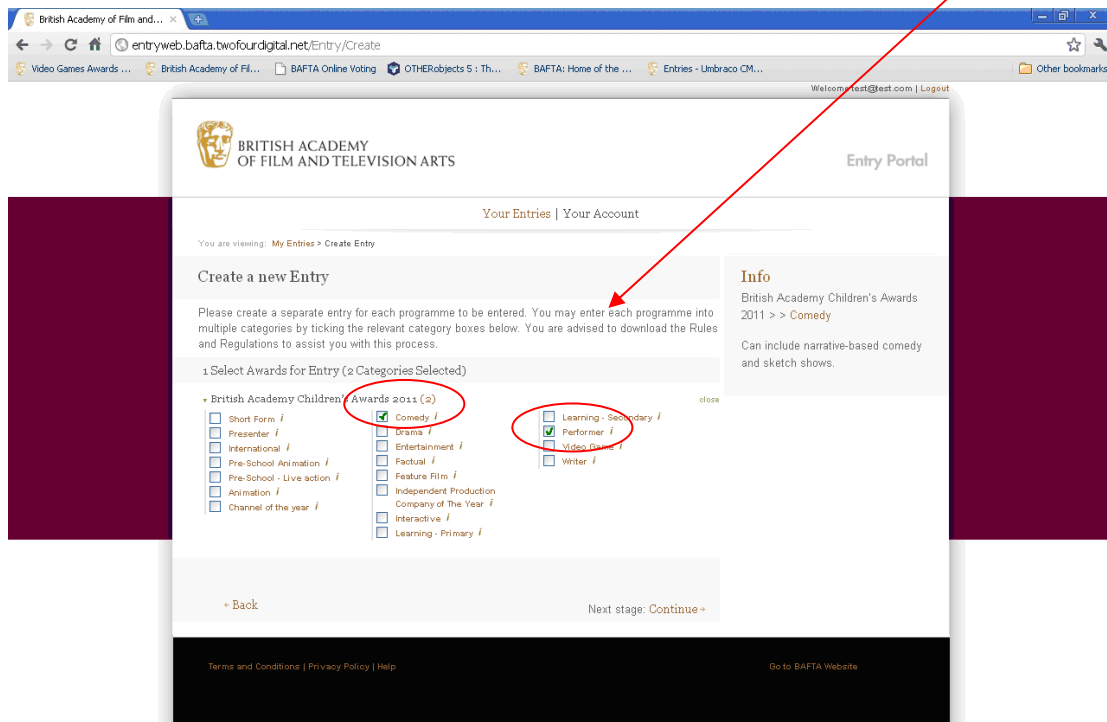 British Academy of Film and...
entryweb.bafta.twofourdigital.net/Entry/Create
Video Games Awards ...
British Academy of Fil...
BAFTA Online Voting
OTHERobjects 5 : Th...
BAFTA: Home of the ...
Entries - Umbraco CM...
Other bookmarks
Welcome test@test.com | Logout
BRITISH ACADEMY
OF FILM AND TELEVISION ARTS
Entry Portal
Your Entries | Your Account
You are viewing: My Entries > Create Entry
Create a new Entry
Please create a separate entry for each programme to be entered. You may enter each programme into
multiple categories by ticking the relevant category boxes below. You are advised to download the Rules
and Regulations to assist you with this process.
1 Select Awards for Entry (2 Categories Selected)
British Academy Children's Awards 2011 (2)
close
Short Form i
Presenter i
International i
Pre-School Animation i
Pre-School - Live action i
Animation i
Channel of the year i
Comedy i
Drama i
Entertainment i
Factual i
Feature Film i
Independent Production
Company of The Year i
Interactive i
Learning - Primary i
Learning - Secondary i
Performer i
Video Game i
Writer i
Info
British Academy Children's Awards
2011 > > Comedy
Can include narrative-based comedy
and sketch shows.
← Back
Next stage: Continue →
Terms and Conditions | Privacy Policy | Help
Go to BAFTA Website